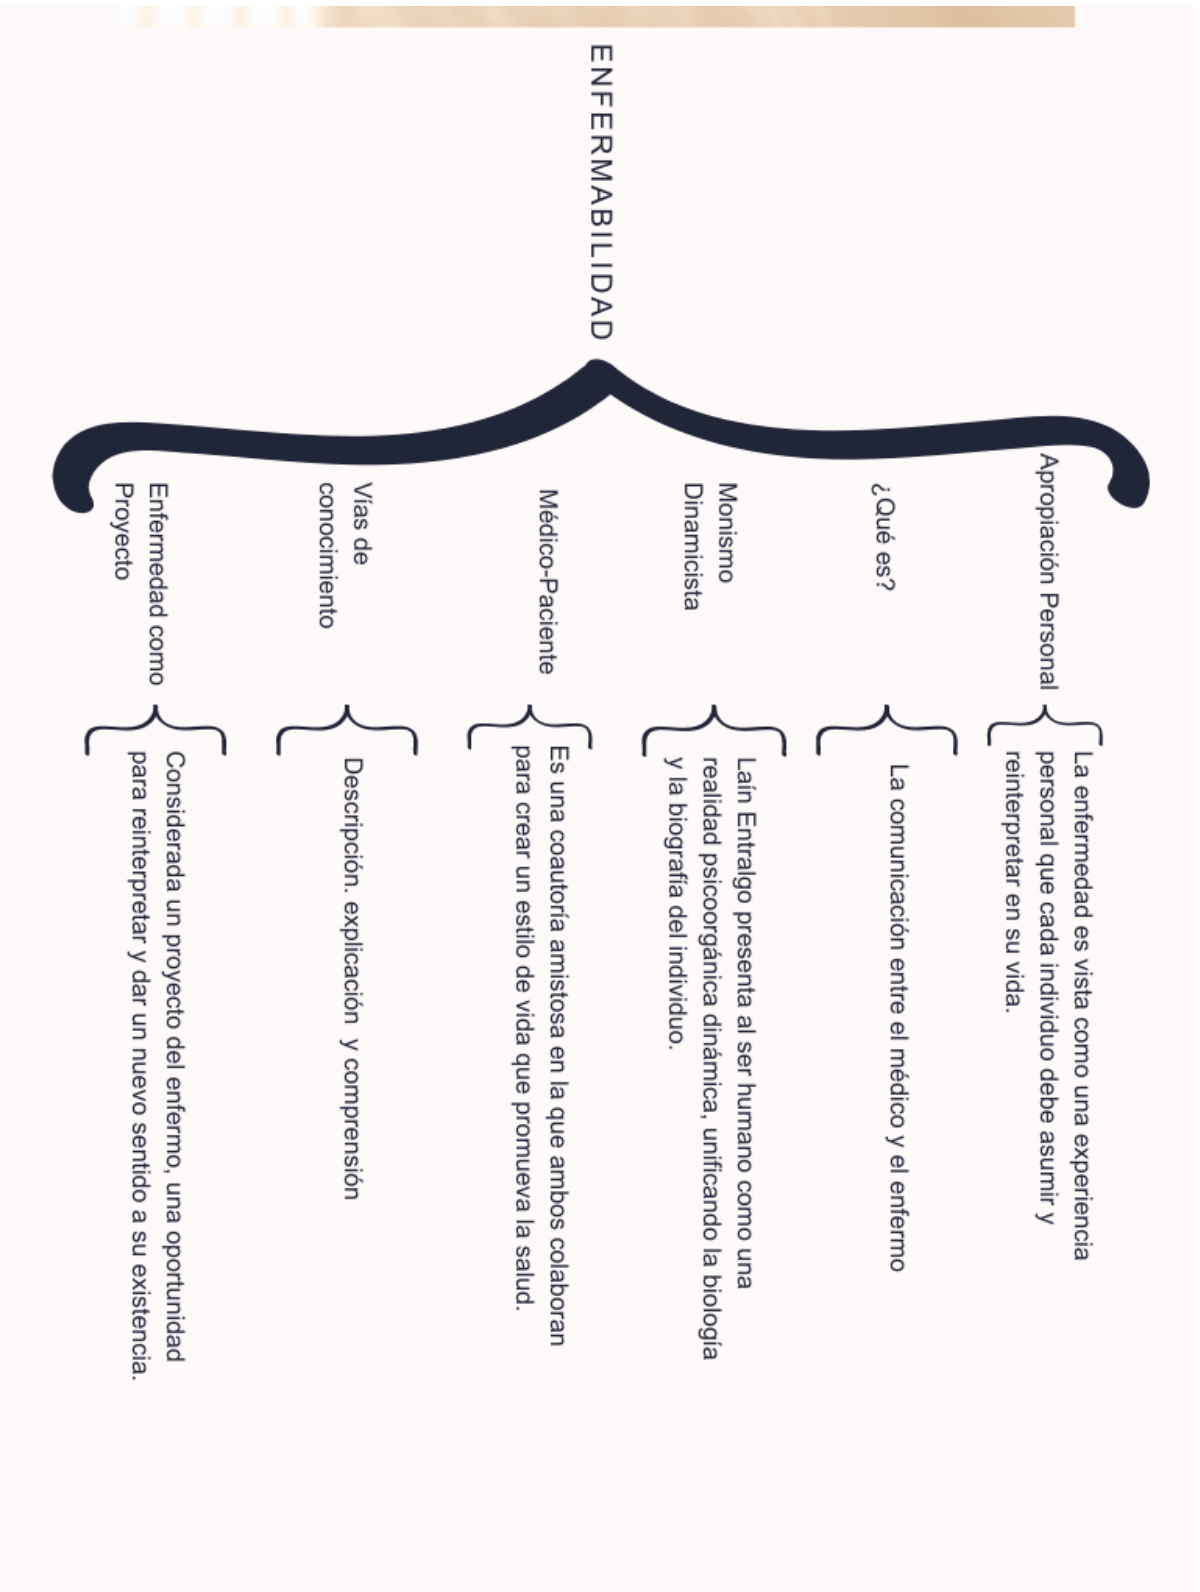 ENFERMABILIDAD
Apropiación Personal
La enfermedad es vista como una experiencia
personal que cada individuo debe asumir y
reinterpretar en su vida.
¿Qué es?
La comunicación entre el médico y el enfermo
Monismo
Dinamicista
Laín Entralgo presenta al ser humano como una
realidad psicoorgánica dinámica, unificando la biología
y la biografía del individuo.
Médico-Paciente
Es una coautoría amistosa en la que ambos colaboran
para crear un estilo de vida que promueva la salud.
Vías de
conocimiento
Descripción. explicación y comprensión
Enfermedad como
Proyecto
Considerada un proyecto del enfermo, una oportunidad
para reinterpretar y dar un nuevo sentido a su existencia.